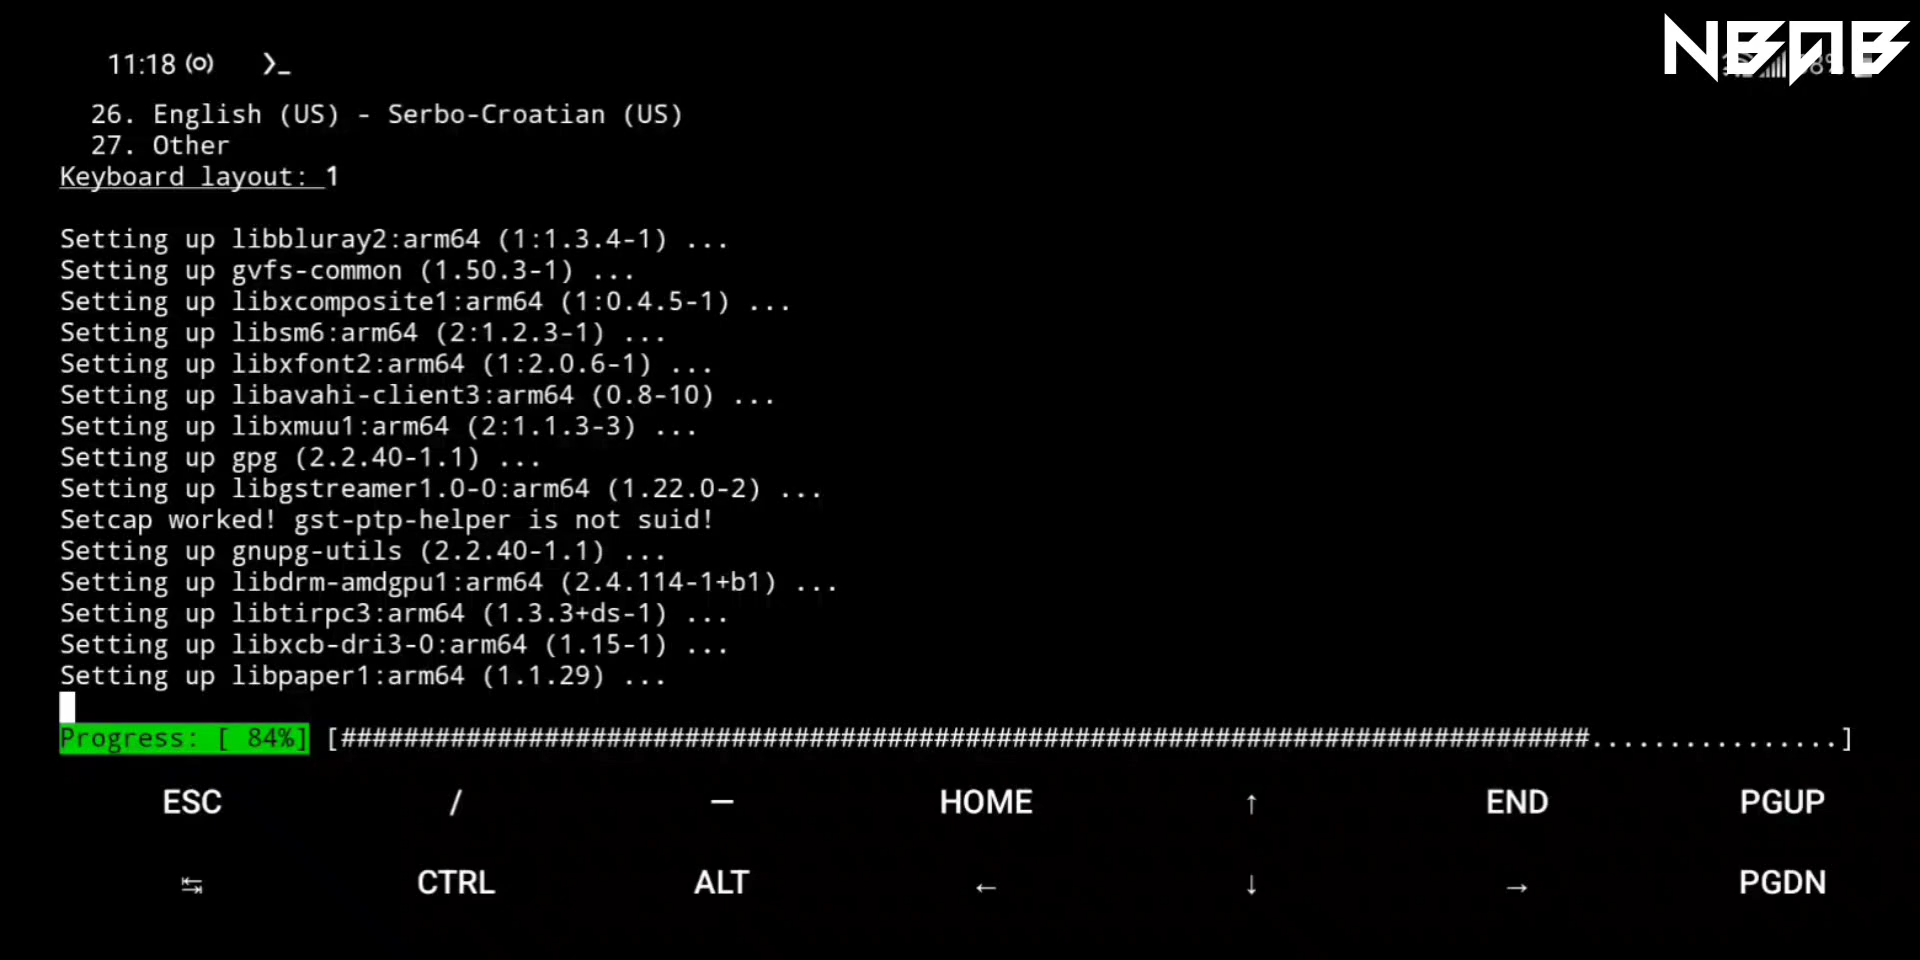 NBAB
11:18
26. English (US) - Serbo-Croatian (US)
27. Other
Keyboard layout: 1
Setting up libbluray2:arm64 (1:1.3.4-1) ...
Setting up gvfs-common (1.50.3-1) ...
Setting up libxcomposite1:arm64 (1:0.4.5-1) ...
Setting up libsm6:arm64 (2:1.2.3-1) ...
Setting up libxfont2:arm64 (1:2.0.6-1) ...
Setting up libavahi-client3:arm64 (0.8-10) ...
Setting up libxmuu1:arm64 (2:1.1.3-3) ...
Setting up gpg (2.2.40-1.1) ...
Setting up libgstreamer1.0-0:arm64 (1.22.0-2) ...
Setcap worked! gst-ptp-helper is not suid!
Setting up gnupg-utils (2.2.40-1.1) ...
Setting up libdrm-amdgpu1:arm64 (2.4.114-1+b1) ...
Setting up libtirpc3:arm64 (1.3.3+ds-1) ...
Setting up libxcb-dri3-0:arm64 (1.15-1) ...
Setting up libpaper1:arm64 (1.1.29) ...
Progress: [ 84%] [################################################################################................]
ESC / — HOME ↑ END PGUP
↹ CTRL ALT ← ↓ → PGDN